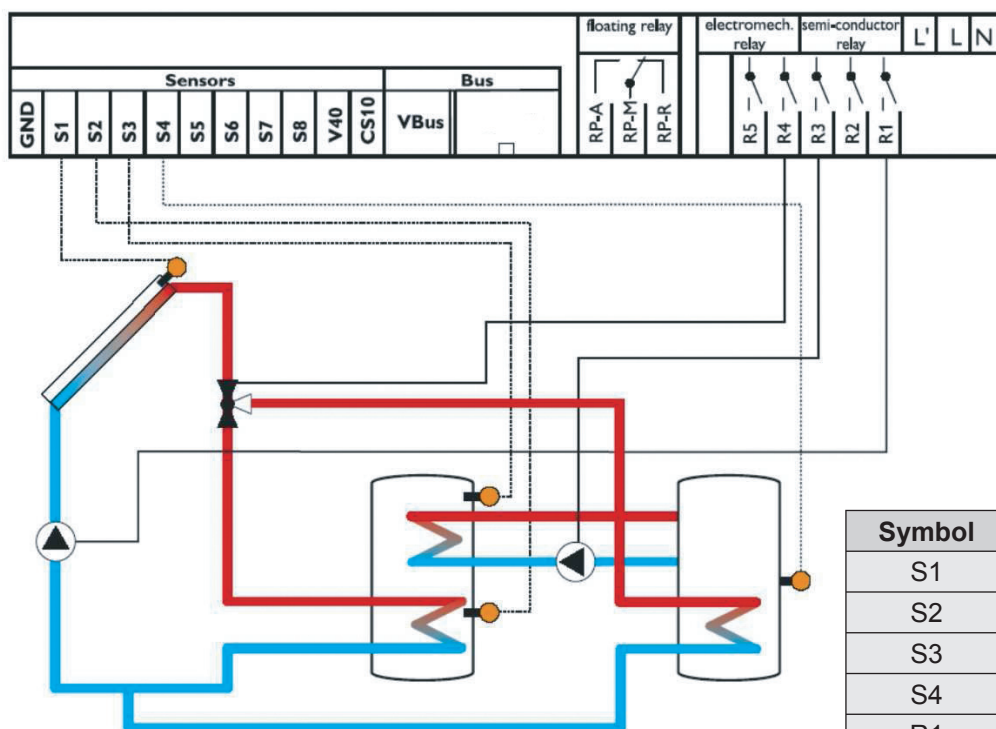 floating relay
electromech. relay
semi-conductor relay
L' L N
Sensors
Bus
GND S1 S2 S3 S4 S5 S6 S7 S8 V40 CS10
VBus
RP-A RP-M RP-R
R5 R4 R3 R2 R1
Symbol
S1
S2
S3
S4
R1